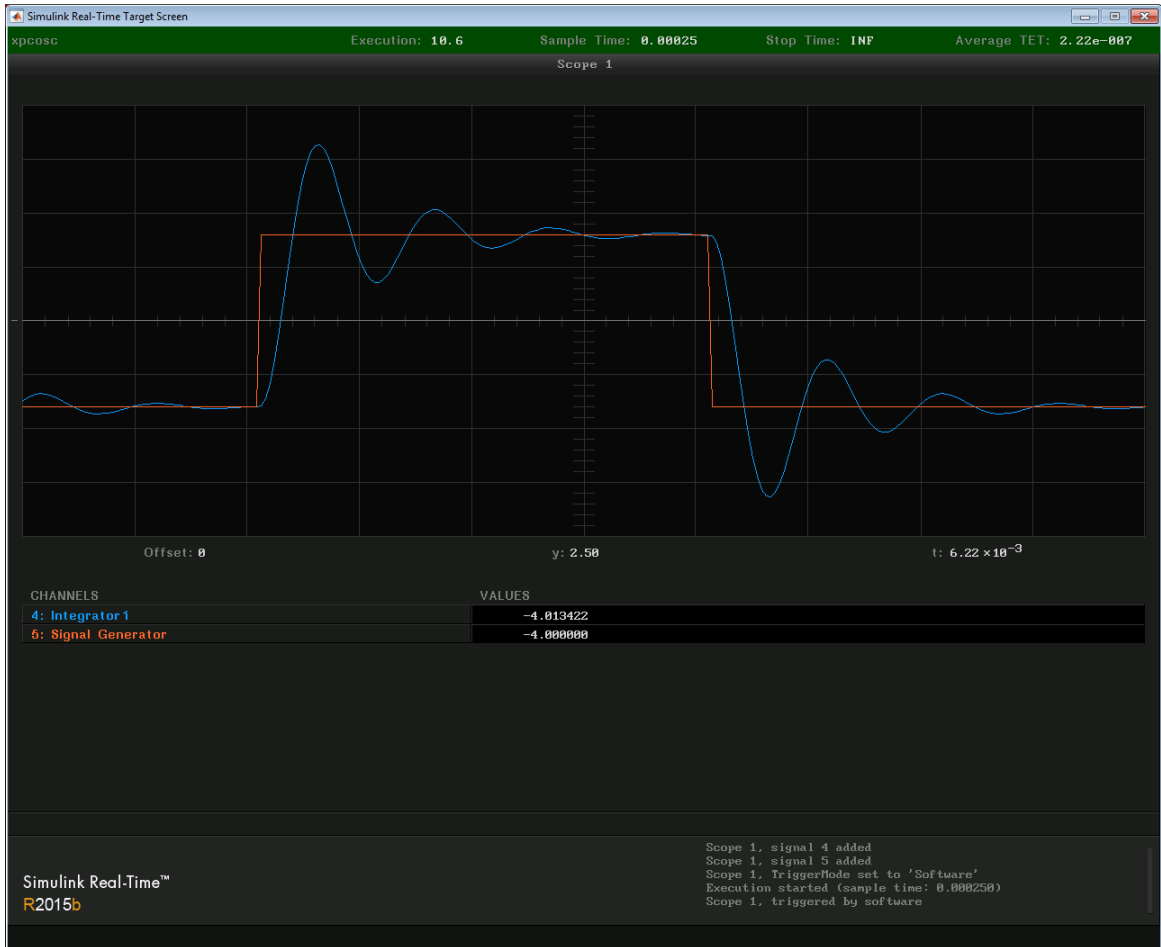 Simulink Real-Time Target Screen
xpcosc Execution: 10.6 Sample Time: 0.00025 Stop Time: INF Average TET: 2.22e-007
Scope 1
Offset: 0 y: 2.50 t: 6.22 ×10⁻³
CHANNELS VALUES
4: Integrator1 -4.013422
5: Signal Generator -4.000000
Scope 1, signal 4 added
Scope 1, signal 5 added
Scope 1, TriggerMode set to 'Software'
Execution started (sample time: 0.000250)
Scope 1, triggered by software
Simulink Real-Time™
R2015b